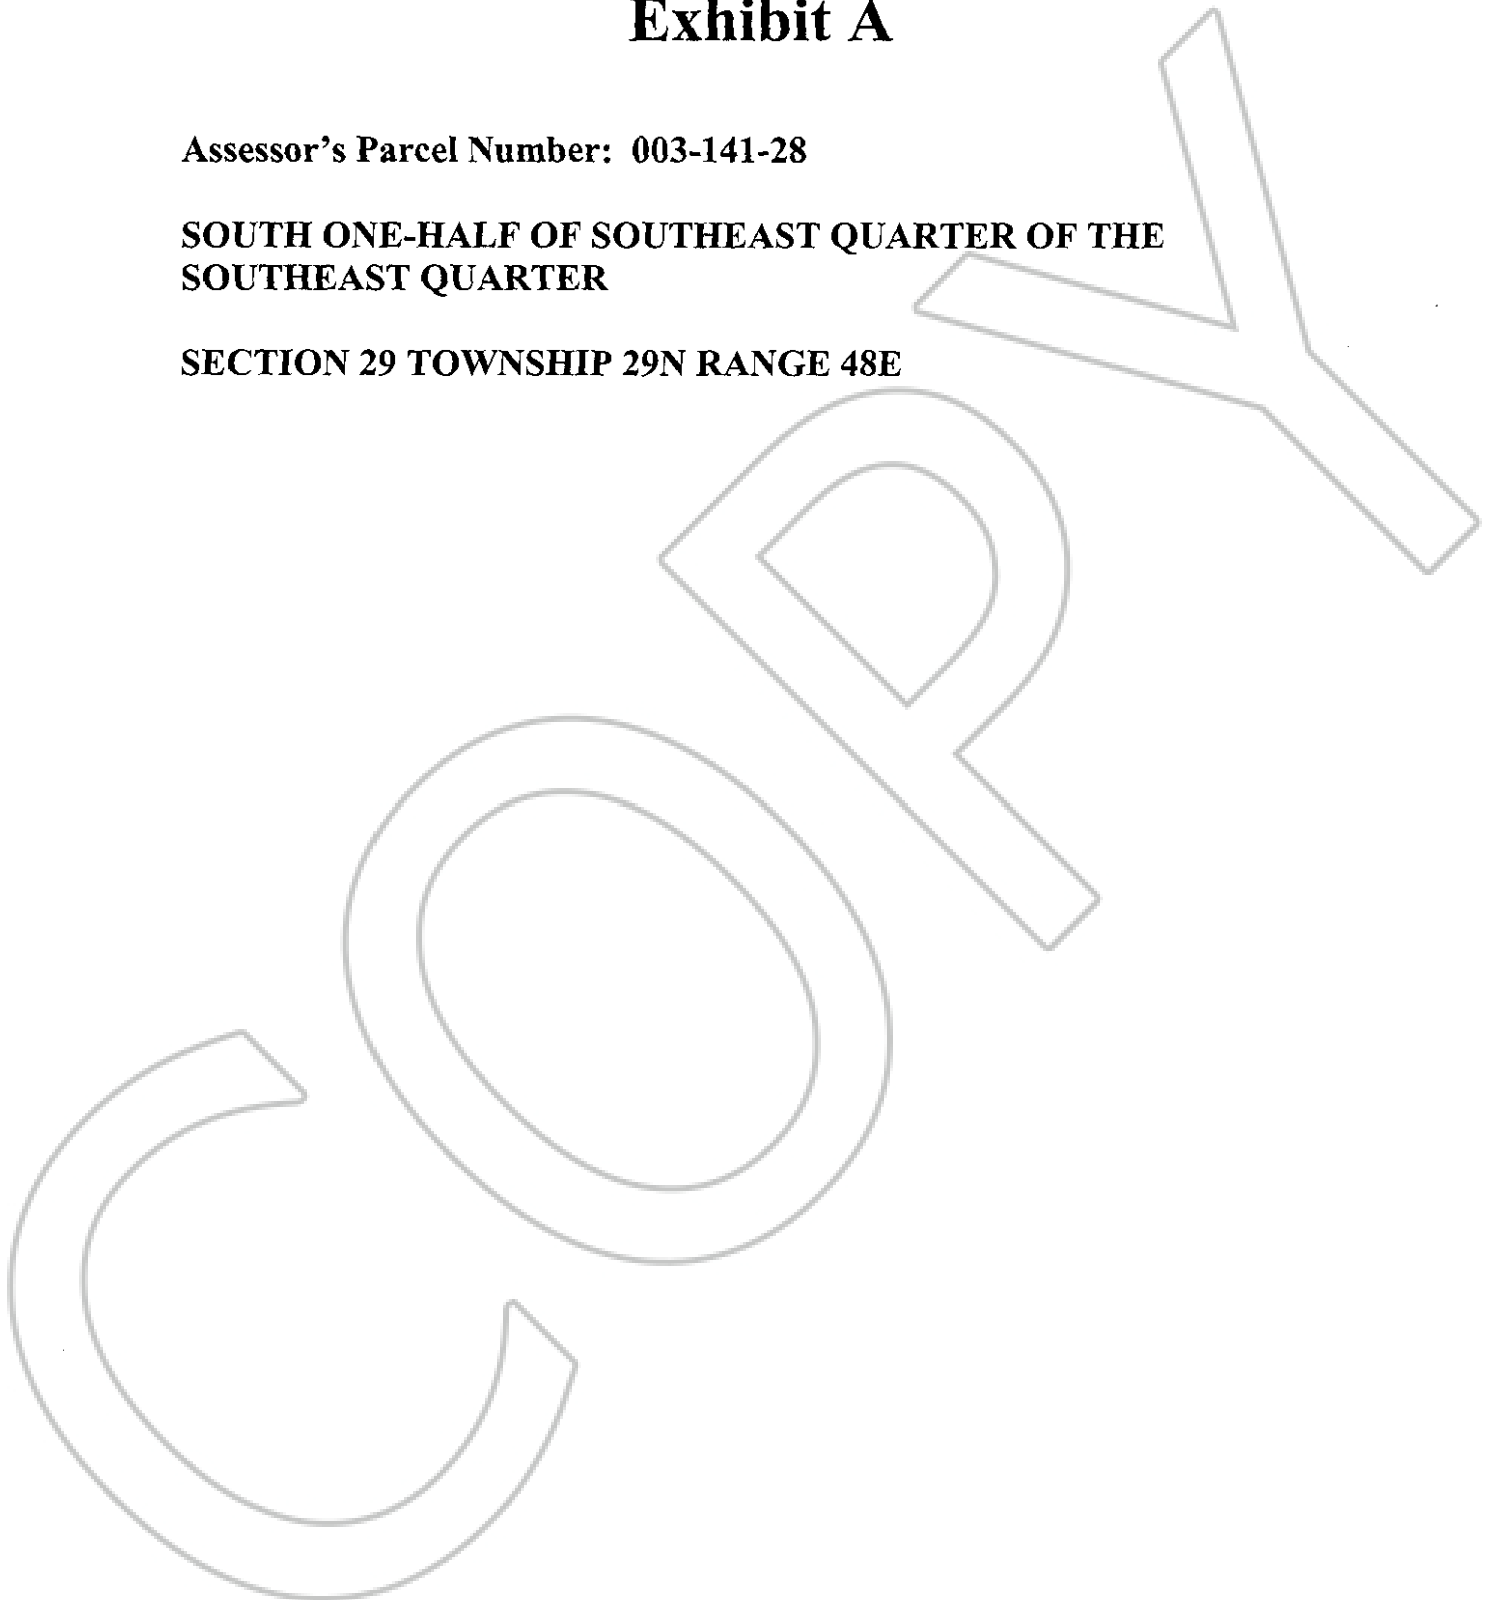 Exhibit A
Assessor's Parcel Number: 003-141-28
SOUTH ONE-HALF OF SOUTHEAST QUARTER OF THE
SOUTHEAST QUARTER
SECTION 29 TOWNSHIP 29N RANGE 48E
COPY